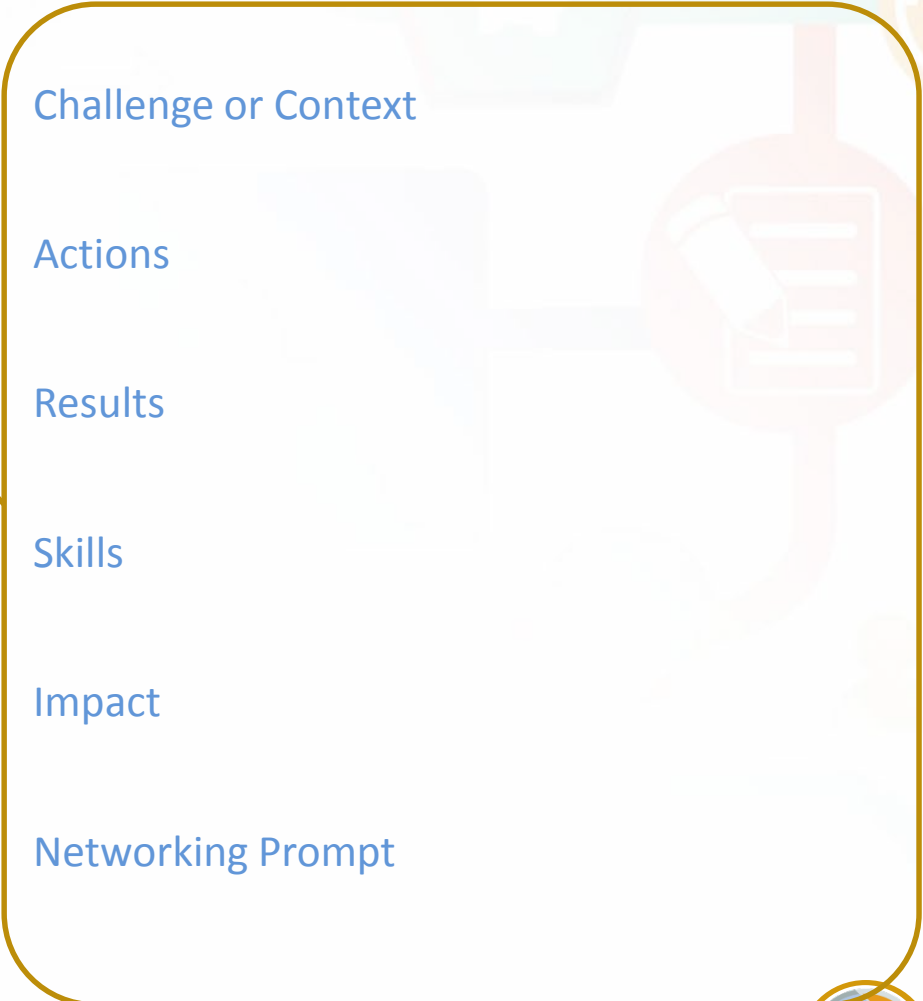 Challenge or Context
Actions
Results
Skills
Impact
Networking Prompt